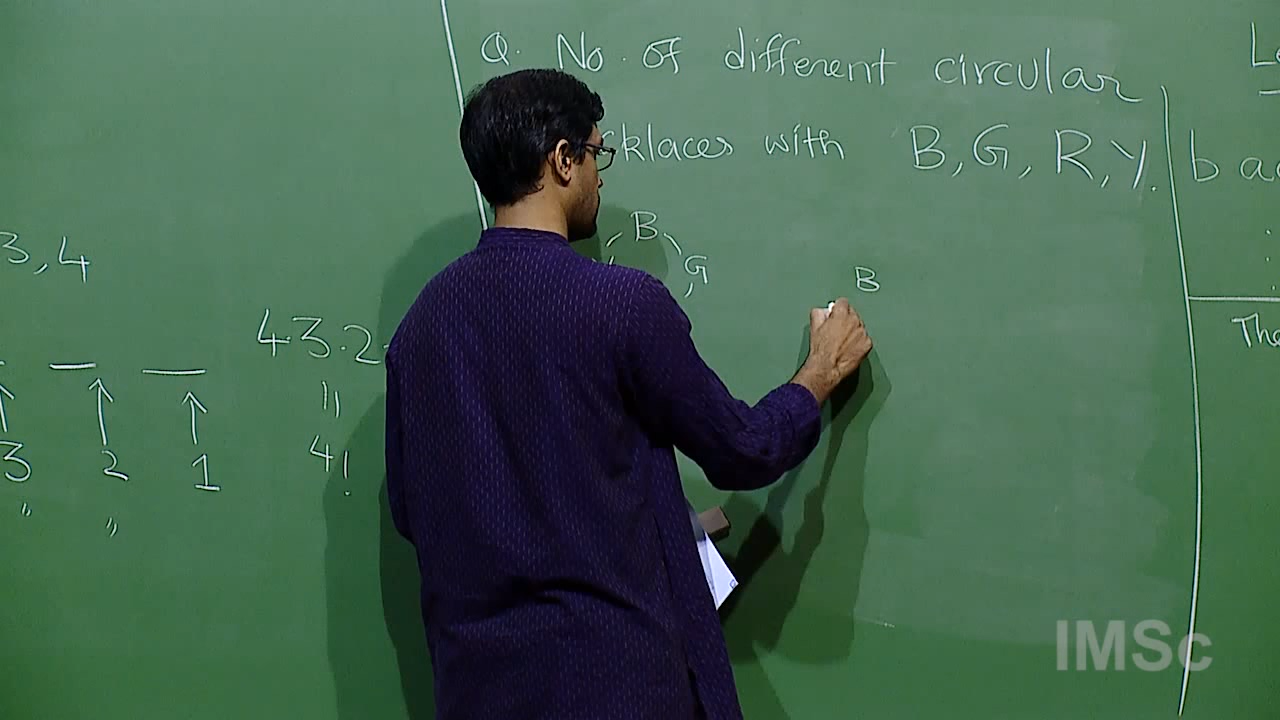 Q. No. of different circular
cklaces with B, G, R, Y.
B
G
B
3, 4
4.3.2.
3 2 1
" "
4!
b a
The
IMSc